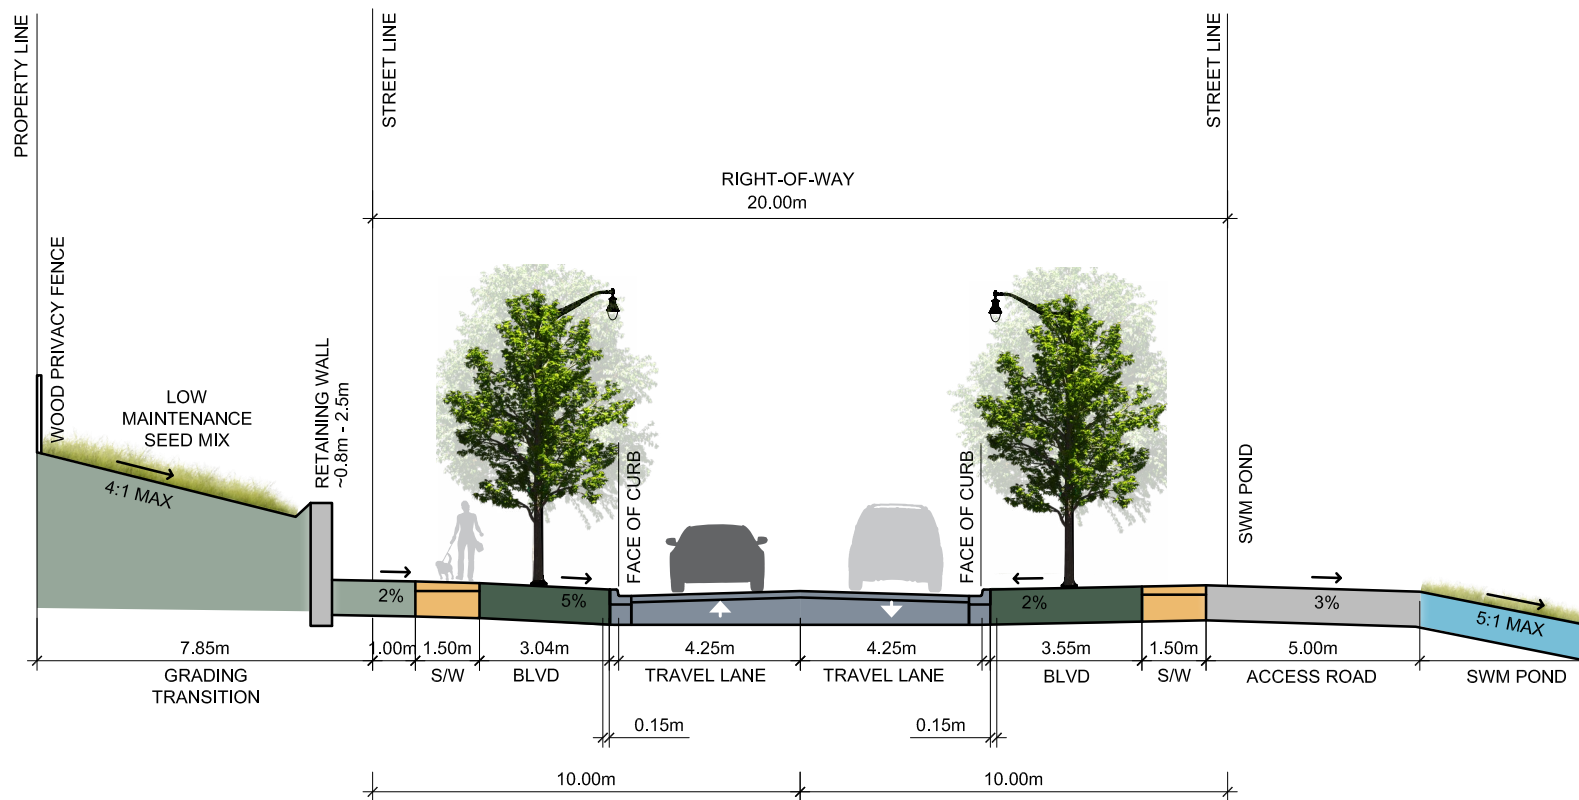 PROPERTY LINE
STREET LINE
STREET LINE
RIGHT-OF-WAY
20.00m
WOOD PRIVACY FENCE
LOW
MAINTENANCE
SEED MIX
RETAINING WALL
~0.8m - 2.5m
FACE OF CURB
FACE OF CURB
SWM POND
4:1 MAX
2%
5%
2%
3%
5:1 MAX
7.85m
1.00m
1.50m
3.04m
4.25m
4.25m
3.55m
1.50m
5.00m
GRADING
TRANSITION
S/W
BLVD
TRAVEL LANE
TRAVEL LANE
BLVD
S/W
ACCESS ROAD
SWM POND
0.15m
0.15m
10.00m
10.00m